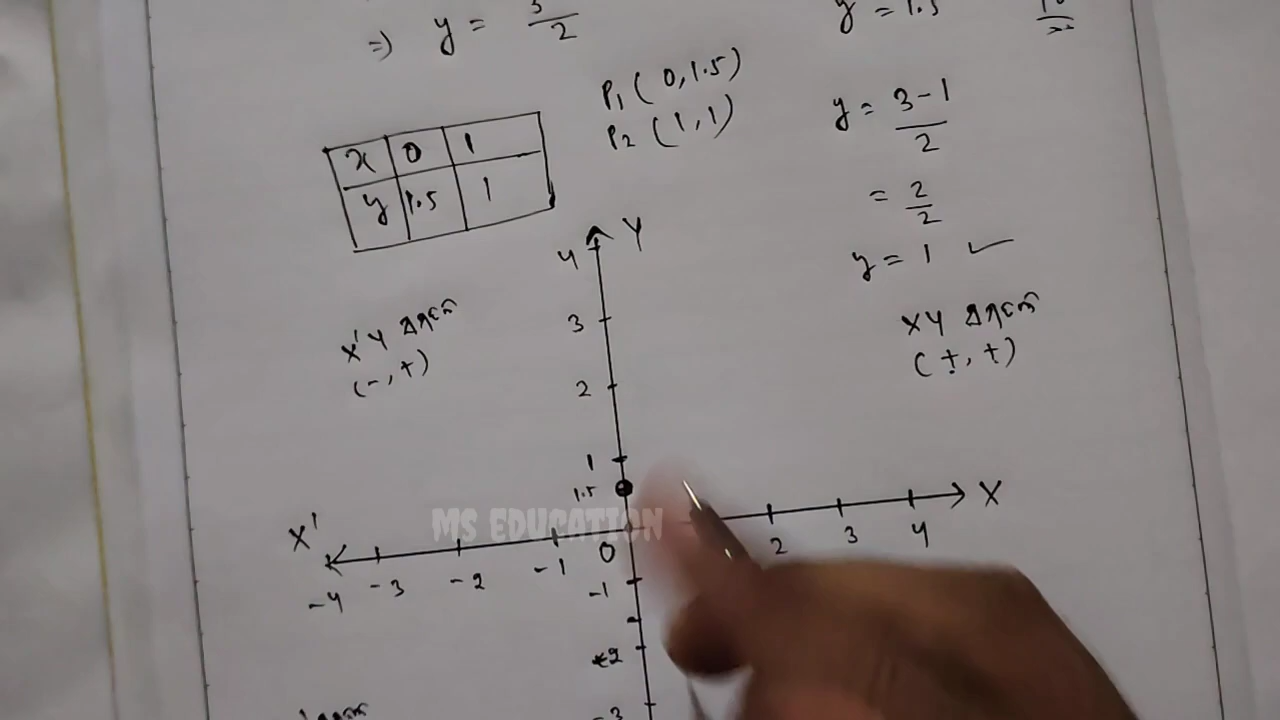 =) y = 3/2
y = 1.5
P₁ ( 0, 1.5 )
P₂ ( 1, 1 )
y = 3-1/2
= 2/2
y = 1 ✓
x 0 1
y 1.5 1
Y
4
3
2
1
1.5
X'Y
(-, +)
XY
(+, +)
MS EDUCATION
X'
-4 -3 -2 -1 0 2 3 4
X
-1
-2
-3